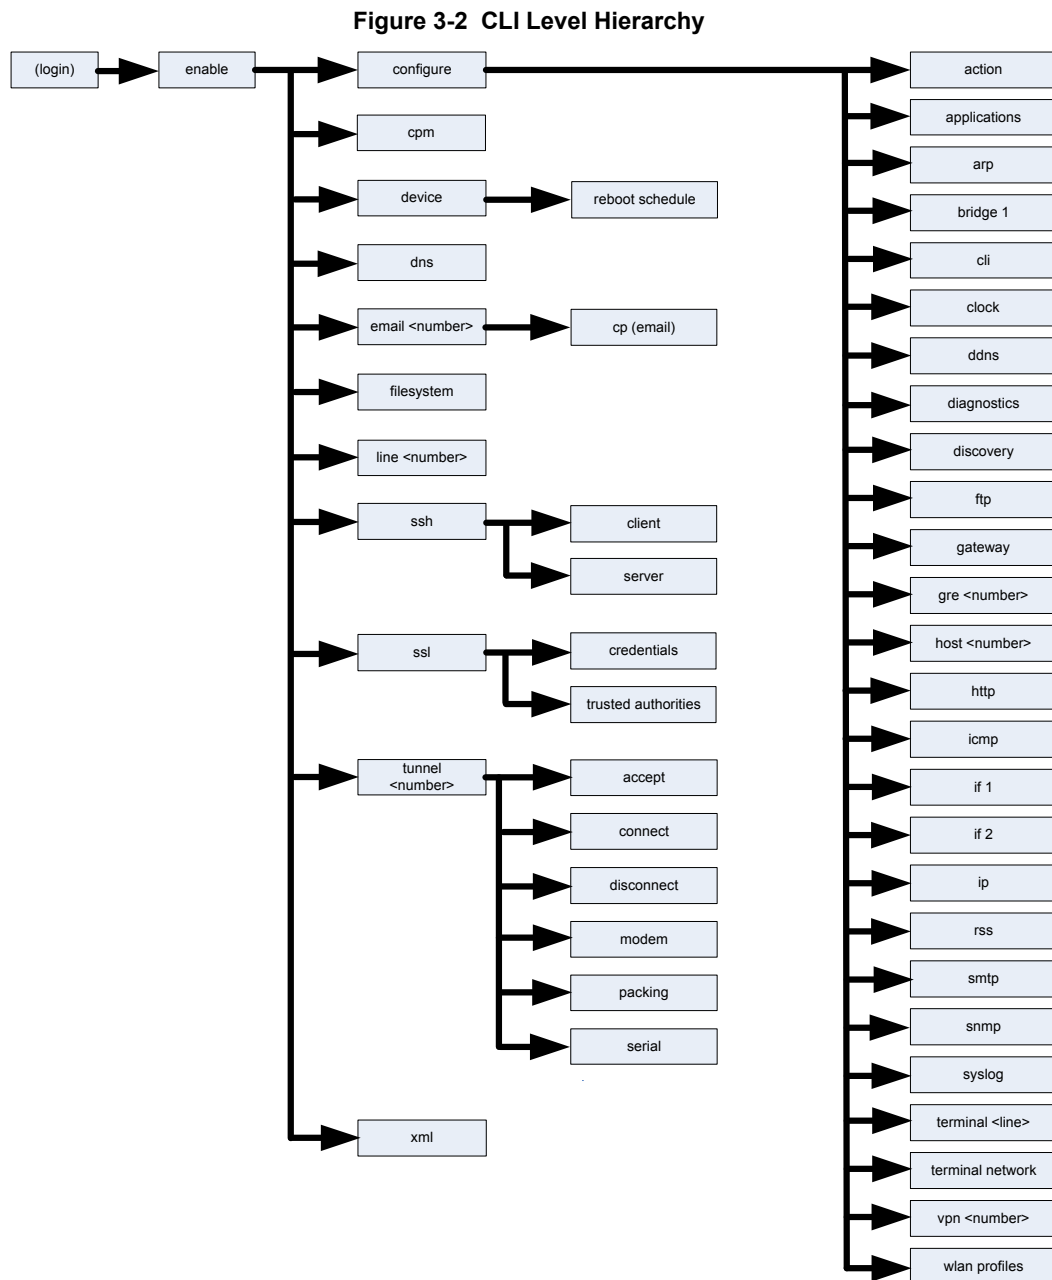 Figure 3-2  CLI Level Hierarchy
(login)
enable
configure
cpm
device
reboot schedule
dns
email <number>
cp (email)
filesystem
line <number>
ssh
client
server
ssl
credentials
trusted authorities
tunnel
<number>
accept
connect
disconnect
modem
packing
serial
xml
action
applications
arp
bridge 1
cli
clock
ddns
diagnostics
discovery
ftp
gateway
gre <number>
host <number>
http
icmp
if 1
if 2
ip
rss
smtp
snmp
syslog
terminal <line>
terminal network
vpn <number>
wlan profiles